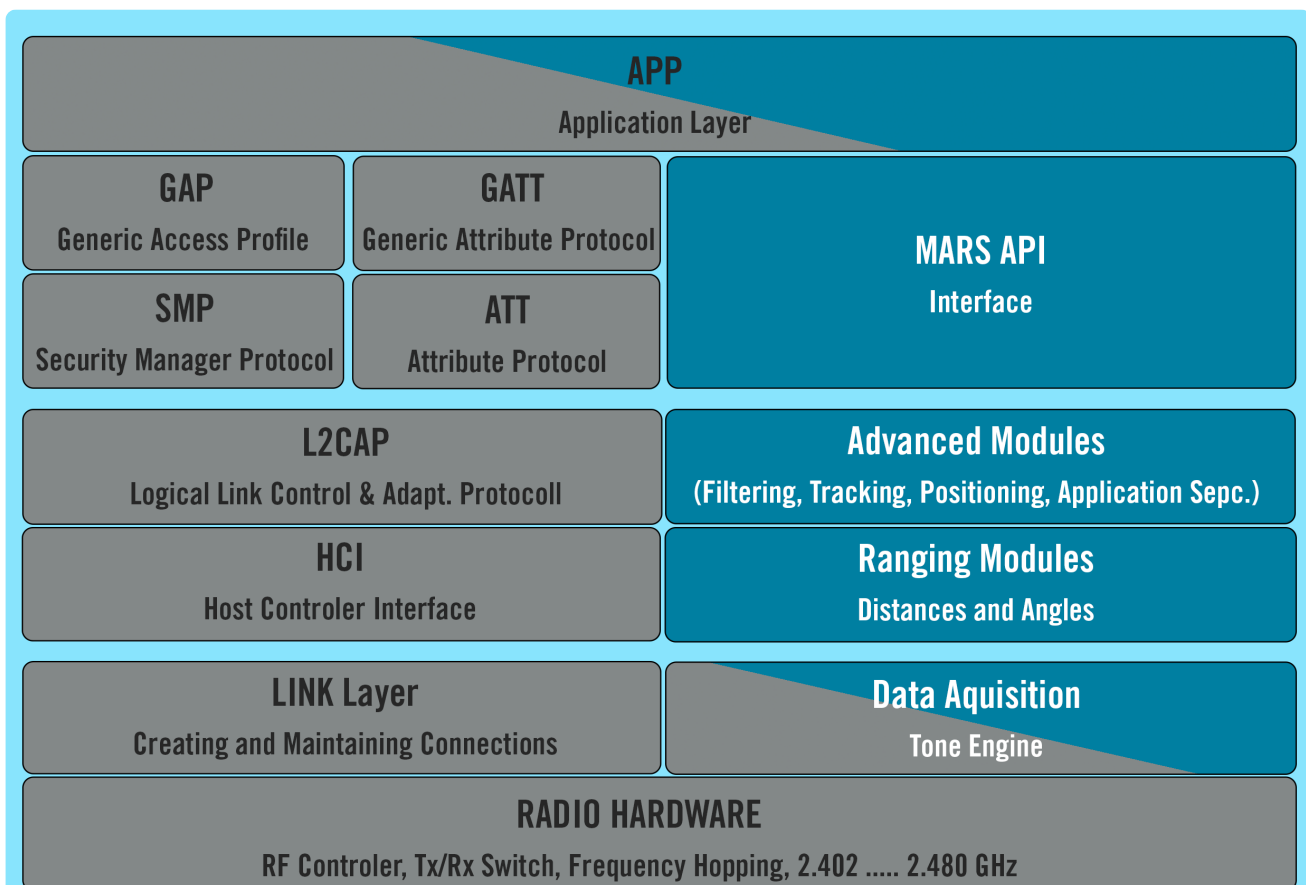 APP
Application Layer
GAP
Generic Access Profile
GATT
Generic Attribute Protocol
MARS API
Interface
SMP
Security Manager Protocol
ATT
Attribute Protocol
L2CAP
Logical Link Control & Adapt. Protocoll
Advanced Modules
(Filtering, Tracking, Positioning, Application Sepc.)
HCI
Host Controler Interface
Ranging Modules
Distances and Angles
LINK Layer
Creating and Maintaining Connections
Data Aquisition
Tone Engine
RADIO HARDWARE
RF Controler, Tx/Rx Switch, Frequency Hopping, 2.402 ..... 2.480 GHz